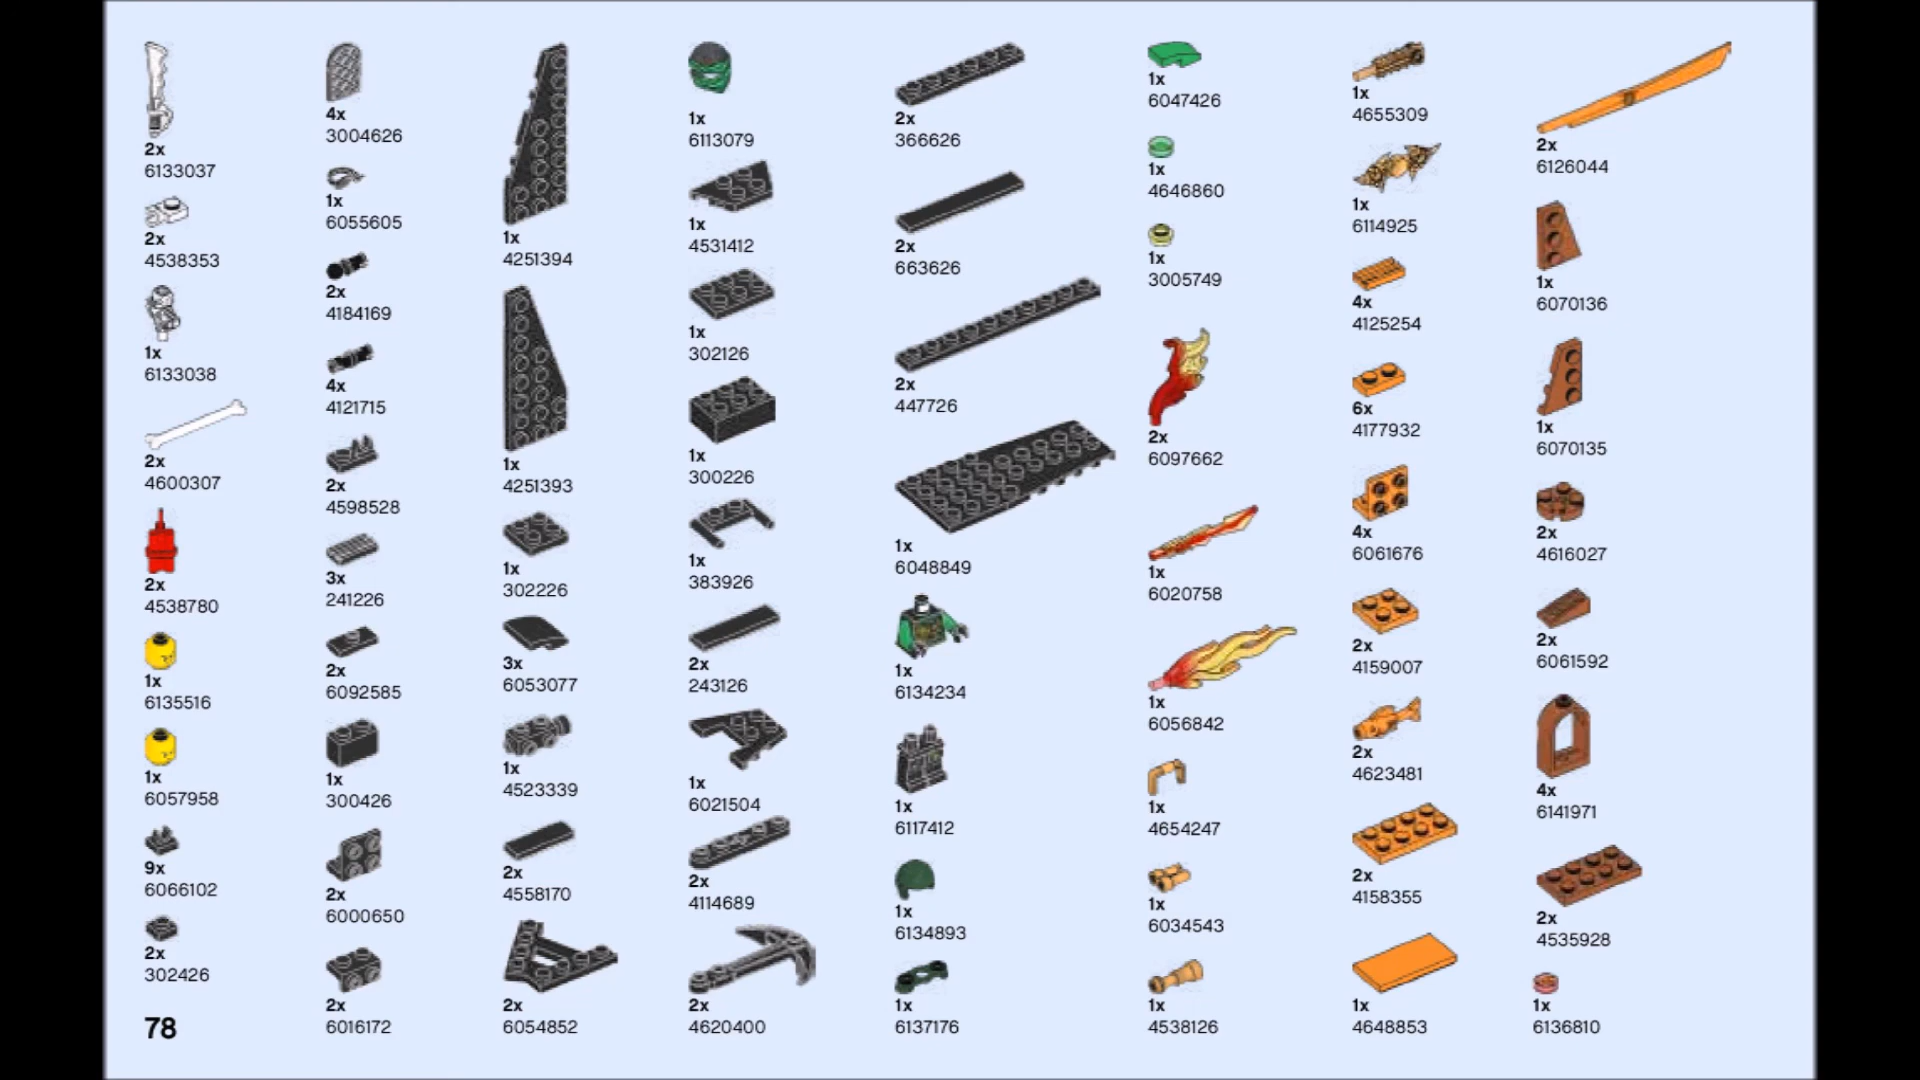 2x
6133037
2x
4538353
1x
6133038
2x
4600307
2x
4538780
1x
6135516
1x
6057958
9x
6066102
2x
302426
78
4x
3004626
1x
6055605
2x
4184169
4x
4121715
2x
4598528
3x
241226
2x
6092585
1x
300426
2x
6000650
2x
6016172
1x
4251394
1x
4251393
1x
302226
3x
6053077
1x
4523339
2x
4558170
2x
6054852
1x
6113079
1x
4531412
1x
302126
1x
300226
1x
383926
2x
243126
1x
6021504
2x
4114689
2x
4620400
2x
366626
2x
663626
2x
447726
1x
6048849
1x
6134234
1x
6117412
1x
6134893
1x
6137176
1x
6047426
1x
4646860
1x
3005749
2x
6097662
1x
6020758
1x
6056842
1x
4654247
1x
6034543
1x
4538126
1x
4655309
1x
6114925
4x
4125254
6x
4177932
4x
6061676
2x
4159007
2x
4623481
2x
4158355
1x
4648853
2x
6126044
1x
6070136
1x
6070135
2x
4616027
2x
6061592
4x
6141971
2x
4535928
1x
6136810